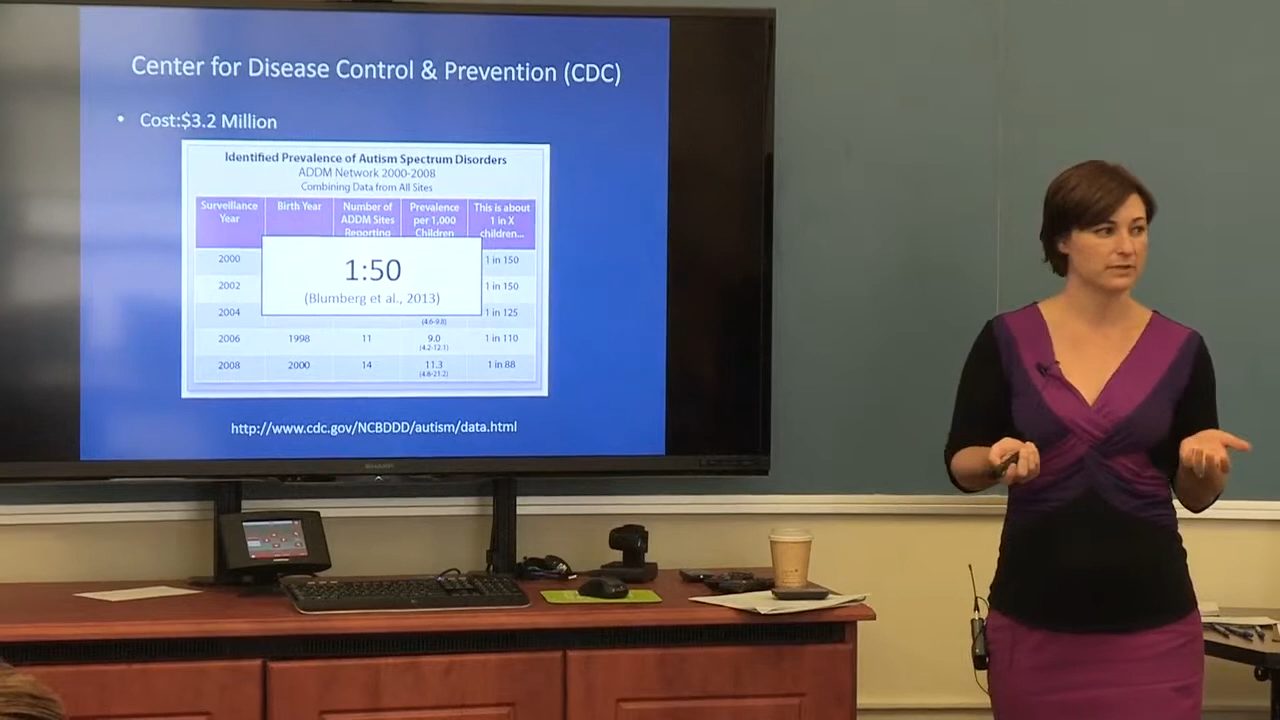 Center for Disease Control & Prevention (CDC)
• Cost:$3.2 Million
Identified Prevalence of Autism Spectrum Disorders
ADDM Network 2000-2008
Combining Data from All Sites
Surveillance Year
Birth Year
Number of ADDM Sites Reporting
Prevalence per 1,000 Children
This is about 1 in X children...
2000 1 in 150
2002 1 in 150
2004 (4.6-9.8) 1 in 125
2006 1998 11 9.0 (4.2-12.1) 1 in 110
2008 2000 14 11.3 (4.8-21.2) 1 in 88
1:50
(Blumberg et al., 2013)
http://www.cdc.gov/NCBDDD/autism/data.html
SHARP